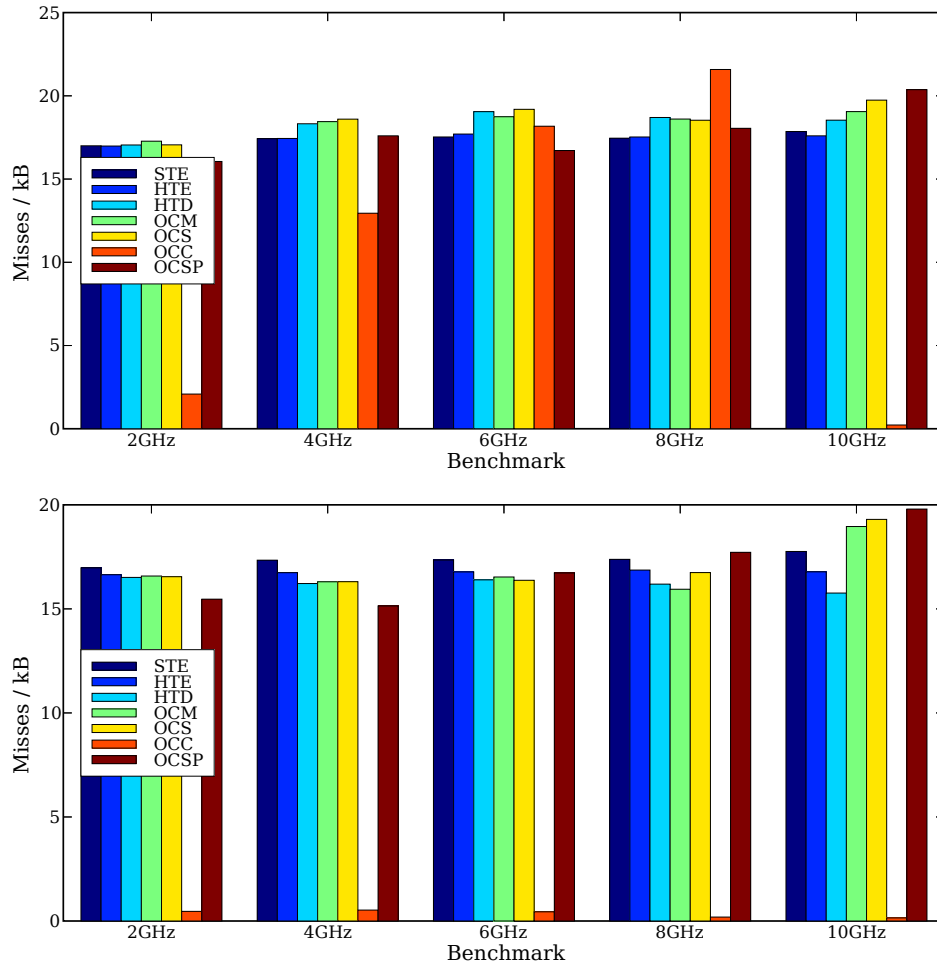 25
20
15
10
5
0
Misses / kB
STE
HTE
HTD
OCM
OCS
OCC
OCSP
2GHz 4GHz 6GHz 8GHz 10GHz
Benchmark
20
15
10
5
0
Misses / kB
STE
HTE
HTD
OCM
OCS
OCC
OCSP
2GHz 4GHz 6GHz 8GHz 10GHz
Benchmark